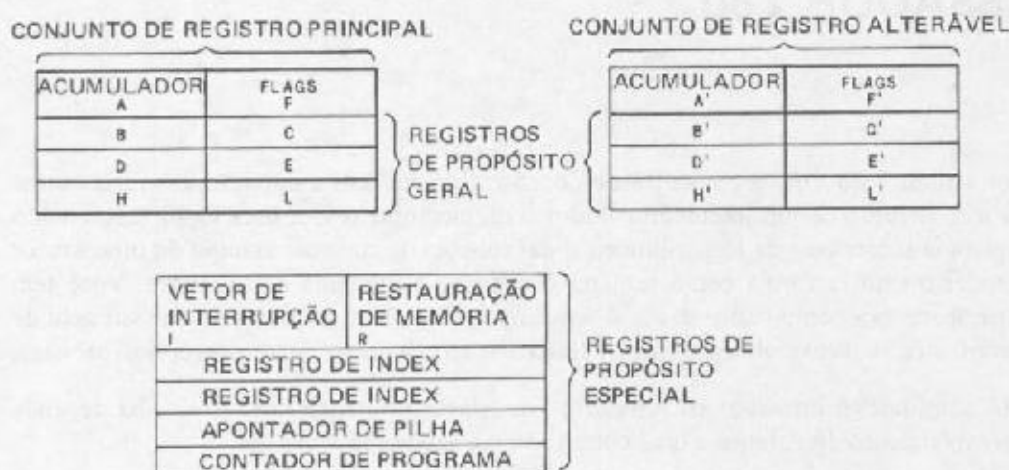 CONJUNTO DE REGISTRO PRINCIPAL
ACUMULADOR FLAGS
A F
B C
D E
H L
REGISTROS
DE PROPÓSITO
GERAL
CONJUNTO DE REGISTRO ALTERÁVEL
ACUMULADOR FLAGS
A' F'
B' C'
D' E'
H' L'
VETOR DE RESTAURAÇÃO
INTERRUPÇÃO DE MEMÓRIA
I R
REGISTRO DE INDEX
REGISTRO DE INDEX
APONTADOR DE PILHA
CONTADOR DE PROGRAMA
REGISTROS DE
PROPÓSITO
ESPECIAL